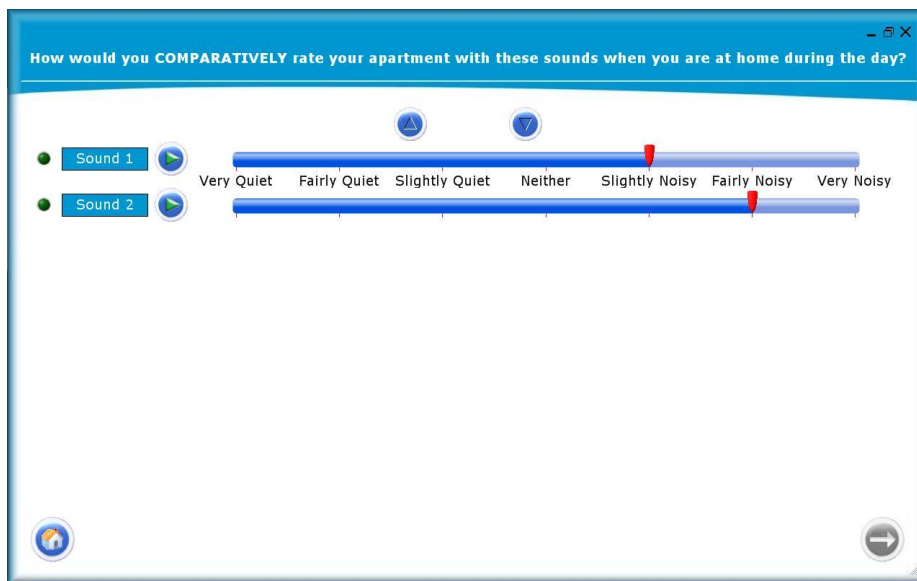 How would you COMPARATIVELY rate your apartment with these sounds when you are at home during the day?
Sound 1
Very Quiet Fairly Quiet Slightly Quiet Neither Slightly Noisy Fairly Noisy Very Noisy
Sound 2